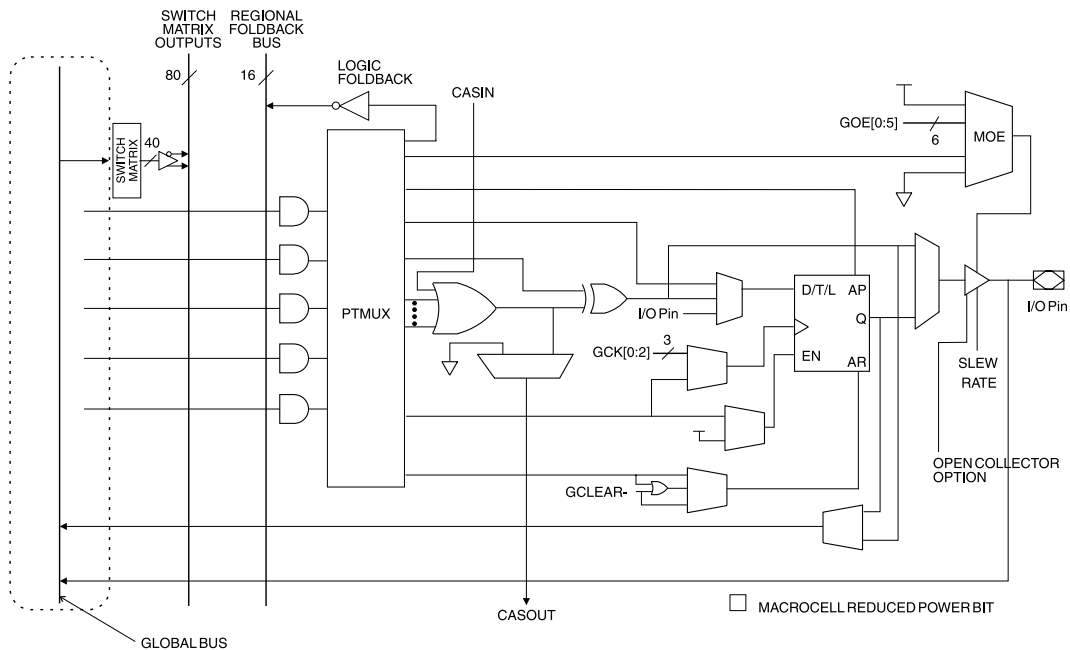 SWITCH
MATRIX
OUTPUTS
REGIONAL
FOLDBACK
BUS
80
16
LOGIC
FOLDBACK
CASIN
GOE[0:5]
6
MOE
SWITCH
MATRIX
40
PTMUX
I/O Pin
D/T/L AP
Q
EN
AR
GCK[0:2]
3
I/O Pin
SLEW
RATE
OPEN COLLECTOR
OPTION
GCLEAR-
CASOUT
MACROCELL REDUCED POWER BIT
GLOBAL BUS